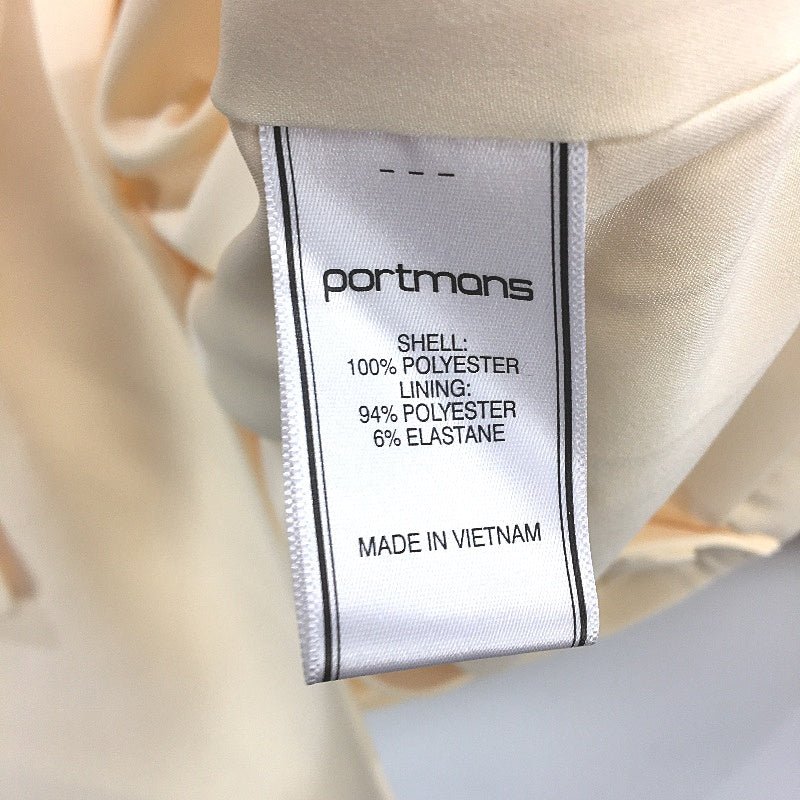 ---
portmans
SHELL:
100% POLYESTER
LINING:
94% POLYESTER
6% ELASTANE
MADE IN VIETNAM